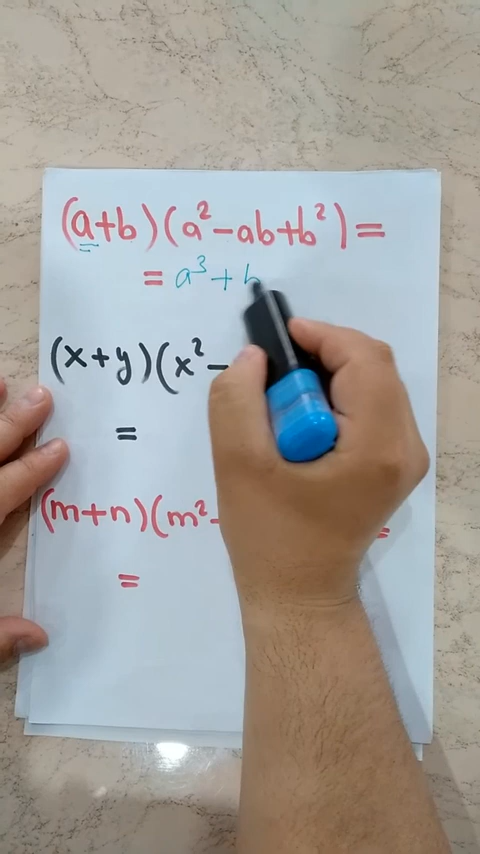 (a+b)(a²-ab+b²)=
= a³+b
(x+y)(x²-
=
(m+n)(m²- =
=